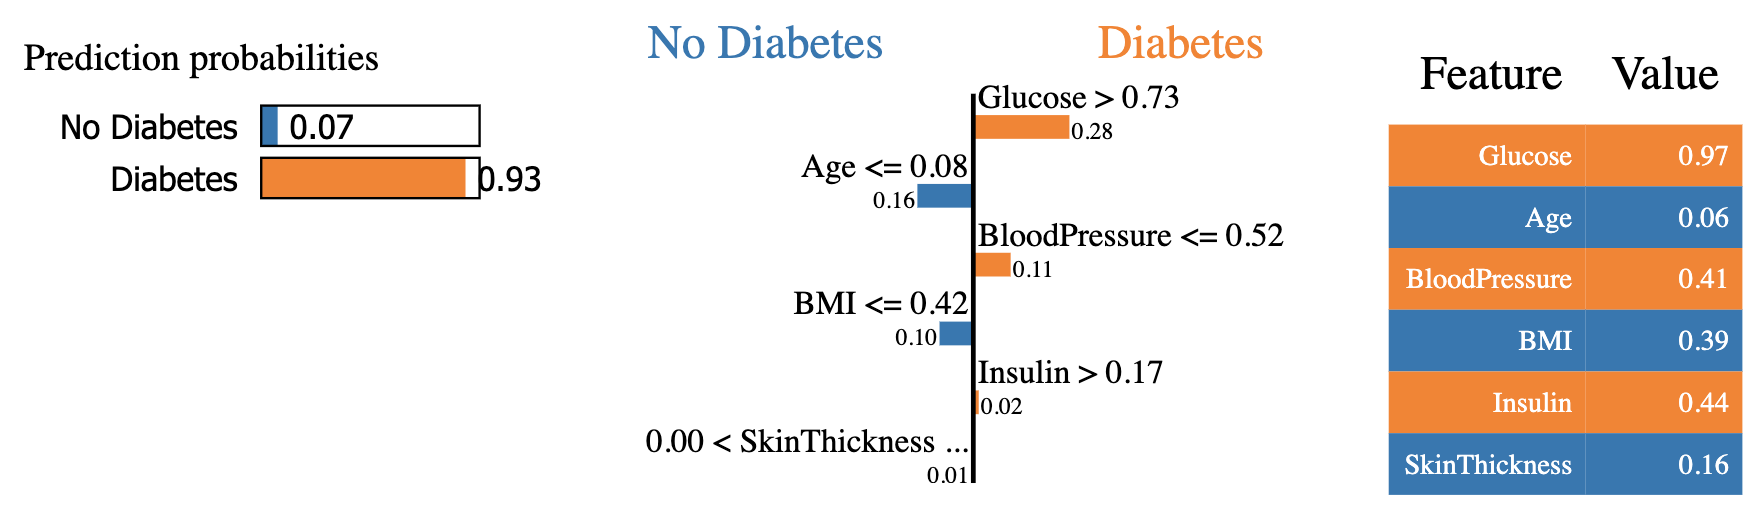 Prediction probabilities
No Diabetes 0.07
Diabetes 0.93
No Diabetes Diabetes
Glucose > 0.73
0.28
Age <= 0.08
0.16
BloodPressure <= 0.52
0.11
BMI <= 0.42
0.10
Insulin > 0.17
0.02
0.00 < SkinThickness ...
0.01
Feature Value
Glucose 0.97
Age 0.06
BloodPressure 0.41
BMI 0.39
Insulin 0.44
SkinThickness 0.16